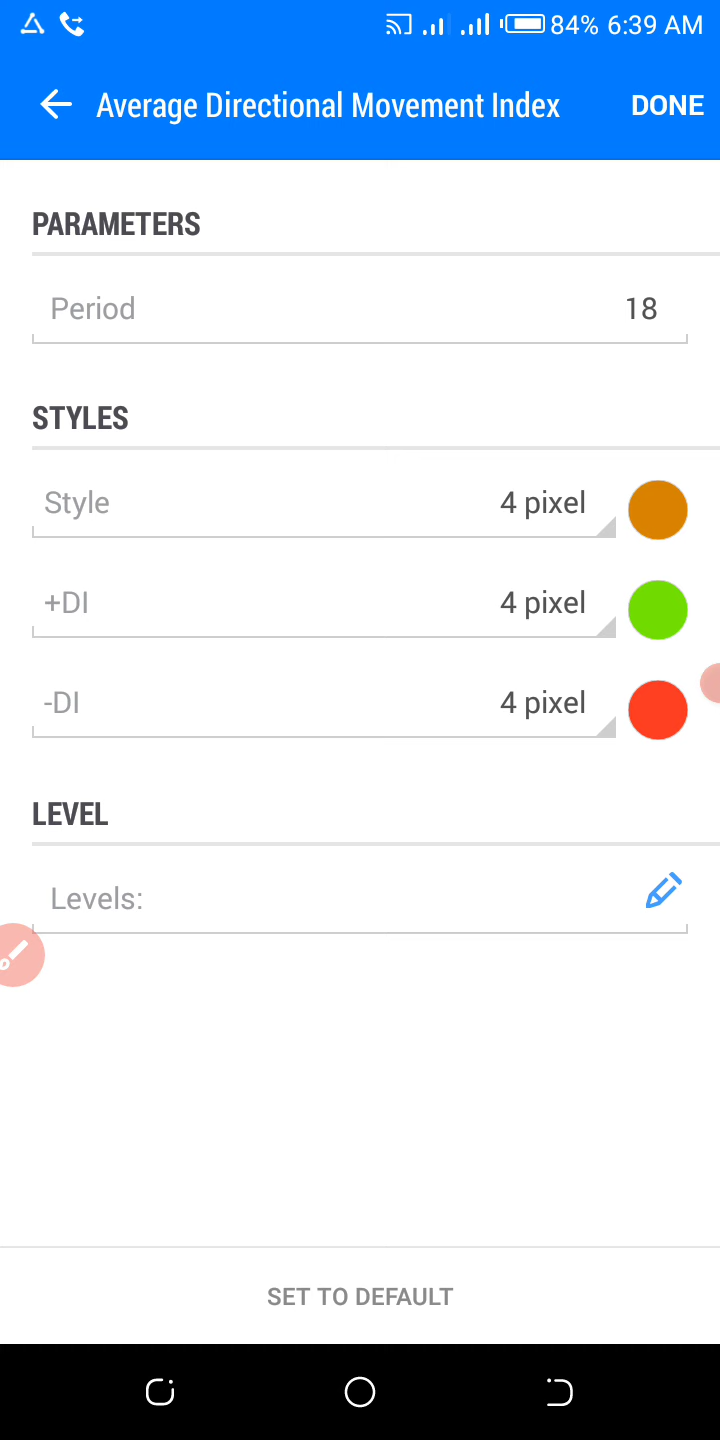 84% 6:39 AM
Average Directional Movement Index DONE
PARAMETERS
Period 18
STYLES
Style 4 pixel
+DI 4 pixel
-DI 4 pixel
LEVEL
Levels:
SET TO DEFAULT